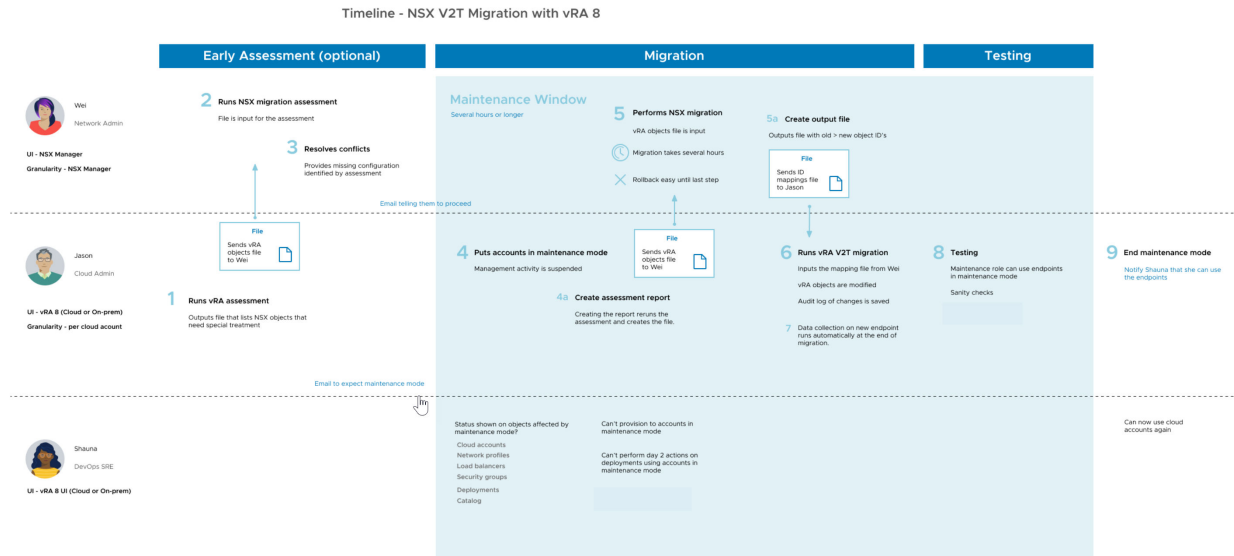 Timeline - NSX V2T Migration with vRA 8
Early Assessment (optional)
Migration
Testing
Wei
Network Admin
UI - NSX Manager
Granularity - NSX Manager
2 Runs NSX migration assessment
File is input for the assessment
3 Resolves conflicts
Provides missing configuration
identified by assessment
Maintenance Window
Several hours or longer
5 Performs NSX migration
vRA objects file is input
Migration takes several hours
Rollback easy until last step
5a Create output file
Outputs file with old > new object ID's
File
Sends ID
mappings file
to Jason
Email telling them to proceed
Jason
Cloud Admin
UI - vRA 8 (Cloud or On-prem)
Granularity - per cloud acount
File
Sends vRA
objects file
to Wei
1 Runs vRA assessment
Outputs file that lists NSX objects that
need special treatment
4 Puts accounts in maintenance mode
Management activity is suspended
File
Sends vRA
objects file
to Wei
4a Create assessment report
Creating the report reruns the
assessment and creates the file.
6 Runs vRA V2T migration
Inputs the mapping file from Wei
vRA objects are modified
Audit log of changes is saved
7 Data collection on new endpoint
runs automatically at the end of
migration.
8 Testing
Maintenance role can use endpoints
in maintenance mode
Sanity checks
9 End maintenance mode
Notify Shauna that she can use
the endpoints
Email to expect maintenance mode
Shauna
DevOps SRE
UI - vRA 8 UI (Cloud or On-prem)
Status shown on objects affected by
maintenance mode?
Cloud accounts
Network profiles
Load balancers
Security groups
Deployments
Catalog
Can't provision to accounts in
maintenance mode
Can't perform day 2 actions on
deployments using accounts in
maintenance mode
Can now use cloud
accounts again